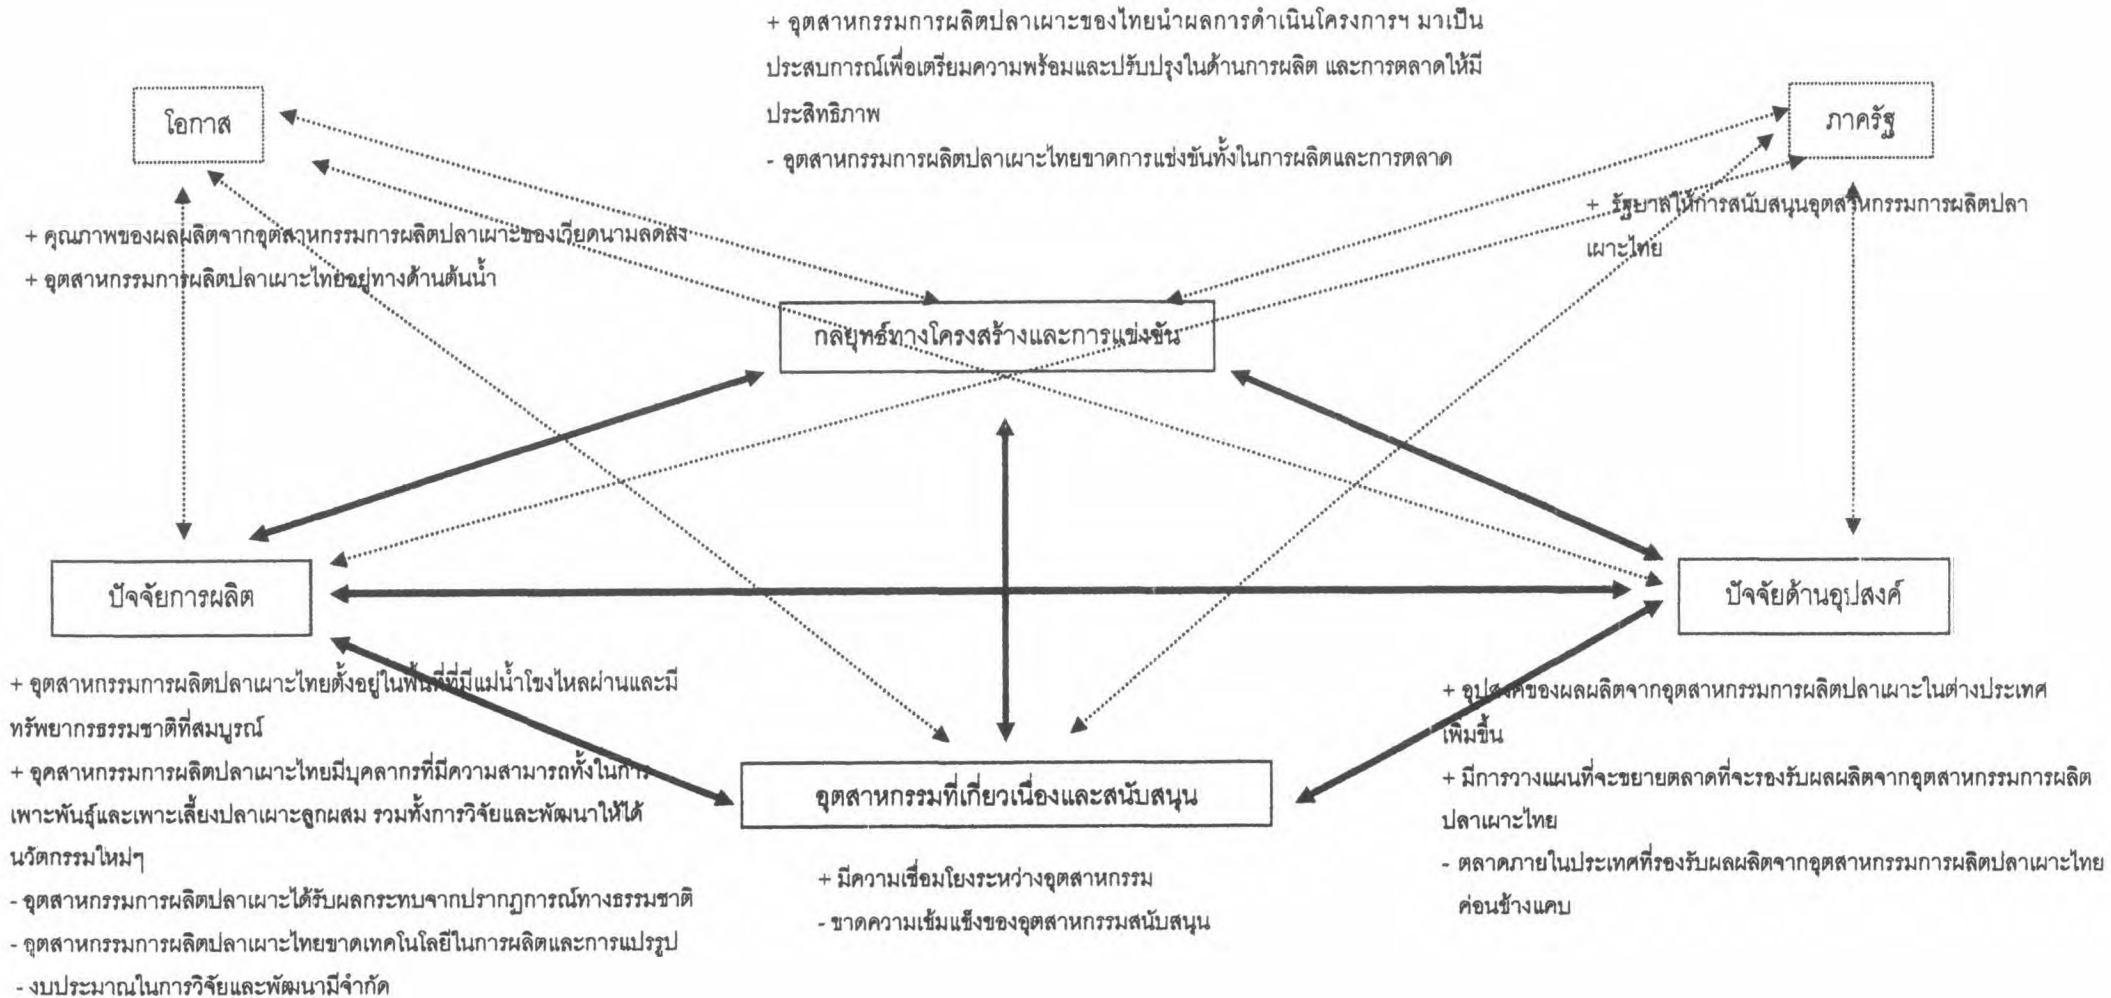 + อุตสาหกรรมการผลิตปลาเผาะของไทยนำผลการดำเนินโครงการฯ มาเป็น
ประสบการณ์เพื่อเตรียมความพร้อมและปรับปรุงในด้านการผลิต และการตลาดให้มี
ประสิทธิภาพ
- อุตสาหกรรมการผลิตปลาเผาะไทยขาดการแข่งขันทั้งในการผลิตและการตลาด
โอกาส
ภาครัฐ
+ คุณภาพของผลผลิตจากอุตสาหกรรมการผลิตปลาเผาะของเวียดนามลดลง
+ อุตสาหกรรมการผลิตปลาเผาะไทยอยู่ทางด้านต้นน้ำ
+ รัฐบาลให้การสนับสนุนอุตสาหกรรมการผลิตปลา
เผาะไทย
กลยุทธ์ทางโครงสร้างและการแข่งขัน
ปัจจัยการผลิต
ปัจจัยด้านอุปสงค์
+ อุตสาหกรรมการผลิตปลาเผาะไทยตั้งอยู่ในพื้นที่ที่มีแม่น้ำโขงไหลผ่านและมี
ทรัพยากรธรรมชาติที่สมบูรณ์
+ อุตสาหกรรมการผลิตปลาเผาะไทยมีบุคลากรที่มีความสามารถทั้งในการ
เพาะพันธุ์และเพาะเลี้ยงปลาเผาะลูกผสม รวมทั้งการวิจัยและพัฒนาให้ได้
นวัตกรรมใหม่ๆ
- อุตสาหกรรมการผลิตปลาเผาะได้รับผลกระทบจากปรากฏการณ์ทางธรรมชาติ
- อุตสาหกรรมการผลิตปลาเผาะไทยขาดเทคโนโลยีในการผลิตและการแปรรูป
- งบประมาณในการวิจัยและพัฒนามีจำกัด
อุตสาหกรรมที่เกี่ยวเนื่องและสนับสนุน
+ มีความเชื่อมโยงระหว่างอุตสาหกรรม
- ขาดความเข้มแข็งของอุตสาหกรรมสนับสนุน
+ อุปสงค์ของผลผลิตจากอุตสาหกรรมการผลิตปลาเผาะในต่างประเทศ
เพิ่มขึ้น
+ มีการวางแผนที่จะขยายตลาดที่จะรองรับผลผลิตจากอุตสาหกรรมการผลิต
ปลาเผาะไทย
- ตลาดภายในประเทศที่รองรับผลผลิตจากอุตสาหกรรมการผลิตปลาเผาะไทย
ค่อนข้างแคบ